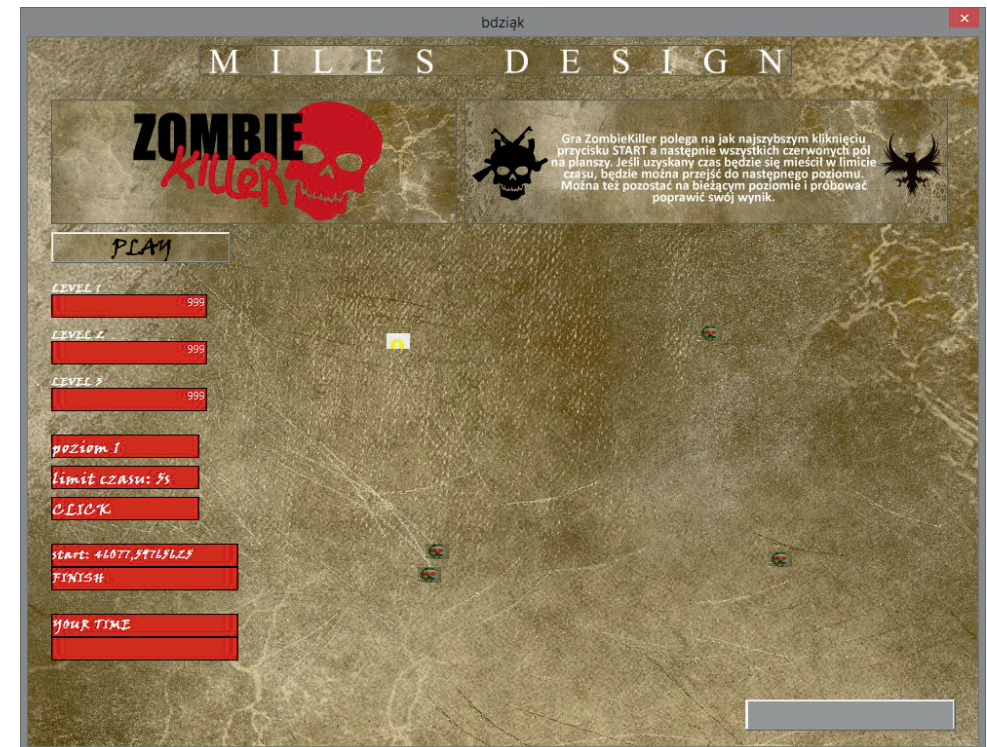 bdziąk
MILES DESIGN
ZOMBIE
KILLER
Gra ZombieKiller polega na jak najszybszym kliknięciu
przycisku START a następnie wszystkich czerwonych pól
na planszy. Jeśli uzyskany czas będzie się mieścił w limicie
czasu, będzie można przejść do następnego poziomu.
Można też pozostać na bieżącym poziomie i próbować
poprawić swój wynik.
PLAY
LEVEL 1
999
LEVEL 2
999
LEVEL 3
999
poziom 1
limit czasu: 5s
CLICK
start: 46077,59765625
FINISH
YOUR TIME